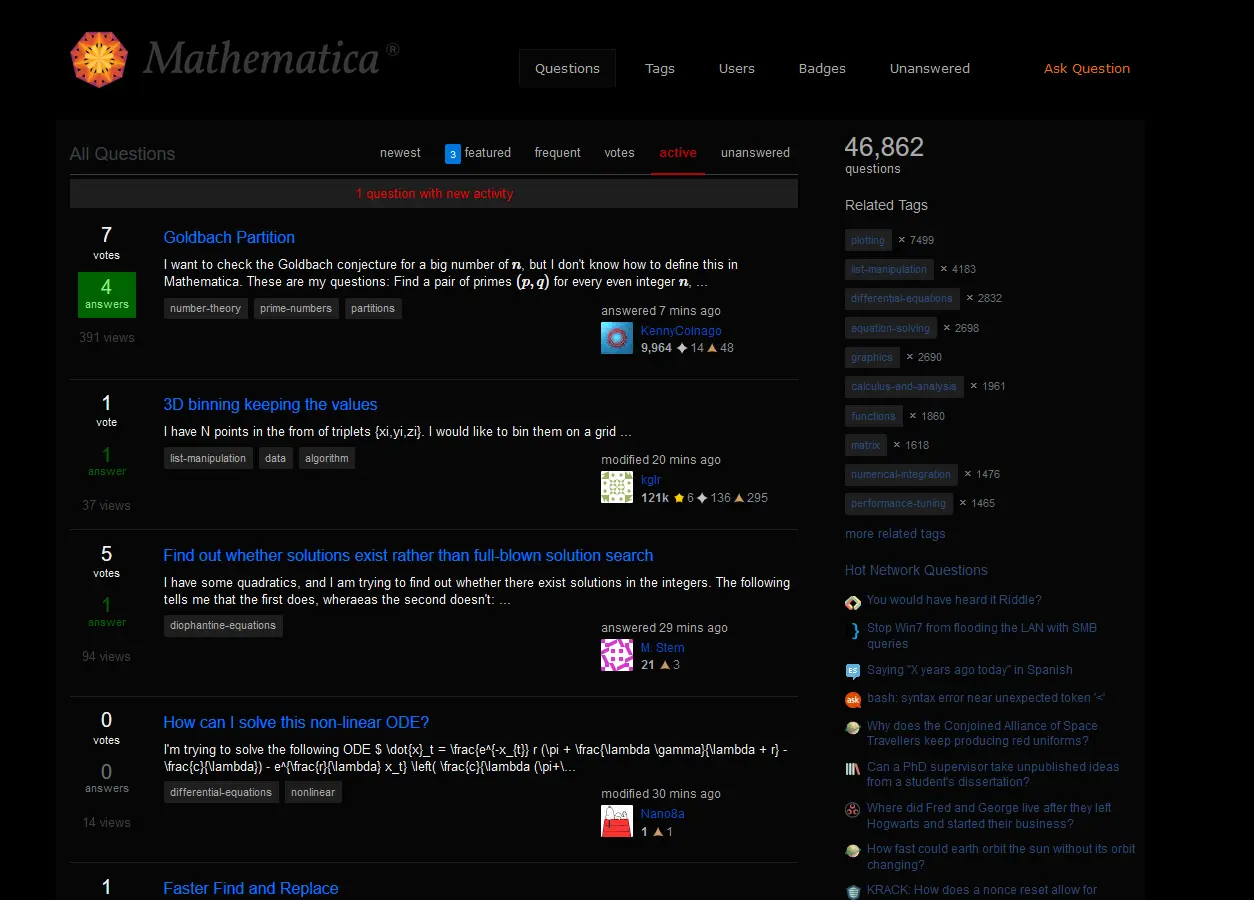 Mathematica®
Questions Tags Users Badges Unanswered Ask Question
All Questions
newest 3 featured frequent votes active unanswered
1 question with new activity
7
votes
4
answers
391 views
Goldbach Partition
I want to check the Goldbach conjecture for a big number of n, but I don't know how to define this in
Mathematica. These are my questions: Find a pair of primes (p,q) for every even integer n, ...
number-theory prime-numbers partitions
answered 7 mins ago
KennyColnago
9,964 14 48
1
vote
1
answer
37 views
3D binning keeping the values
I have N points in the from of triplets {xi,yi,zi}. I would like to bin them on a grid ...
list-manipulation data algorithm
modified 20 mins ago
kglr
121k 6 136 295
5
votes
1
answer
94 views
Find out whether solutions exist rather than full-blown solution search
I have some quadratics, and I am trying to find out whether there exist solutions in the integers. The following
tells me that the first does, wheraeas the second doesn't: ...
diophantine-equations
answered 29 mins ago
M. Stern
21 3
0
votes
0
answers
14 views
How can I solve this non-linear ODE?
I'm trying to solve the following ODE $ \dot{x}_t = \frac{e^{-x_{t}} r (\pi + \frac{\lambda \gamma}{\lambda + r} -
\frac{c}{\lambda}) - e^{\frac{r}{\lambda} x_t} \left( \frac{c}{\lambda (\pi+\...
differential-equations nonlinear
modified 30 mins ago
Nano8a
1 1
1
Faster Find and Replace
46,862
questions
Related Tags
plotting × 7499
list-manipulation × 4183
differential-equations × 2832
equation-solving × 2698
graphics × 2690
calculus-and-analysis × 1961
functions × 1860
matrix × 1618
numerical-integration × 1476
performance-tuning × 1465
more related tags
Hot Network Questions
You would have heard it Riddle?
Stop Win7 from flooding the LAN with SMB
queries
ES Saying "X years ago today" in Spanish
ask bash: syntax error near unexpected token '<'
Why does the Conjoined Alliance of Space
Travellers keep producing red uniforms?
Can a PhD supervisor take unpublished ideas
from a student's dissertation?
Where did Fred and George live after they left
Hogwarts and started their business?
How fast could earth orbit the sun without its orbit
changing?
KRACK: How does a nonce reset allow for